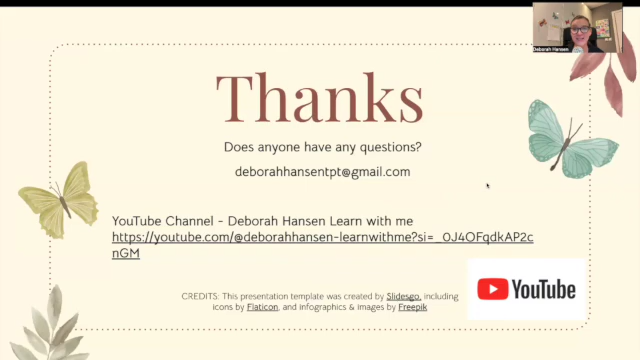 Deborah Hansen
Thanks
Does anyone have any questions?
deborahhansentpt@gmail.com
YouTube Channel - Deborah Hansen Learn with me
https://youtube.com/@deborahhansen-learnwithme?si=_0J4OFqdkAP2c
nGM
YouTube
CREDITS: This presentation template was created by Slidesgo, including
icons by Flaticon, and infographics & images by Freepik